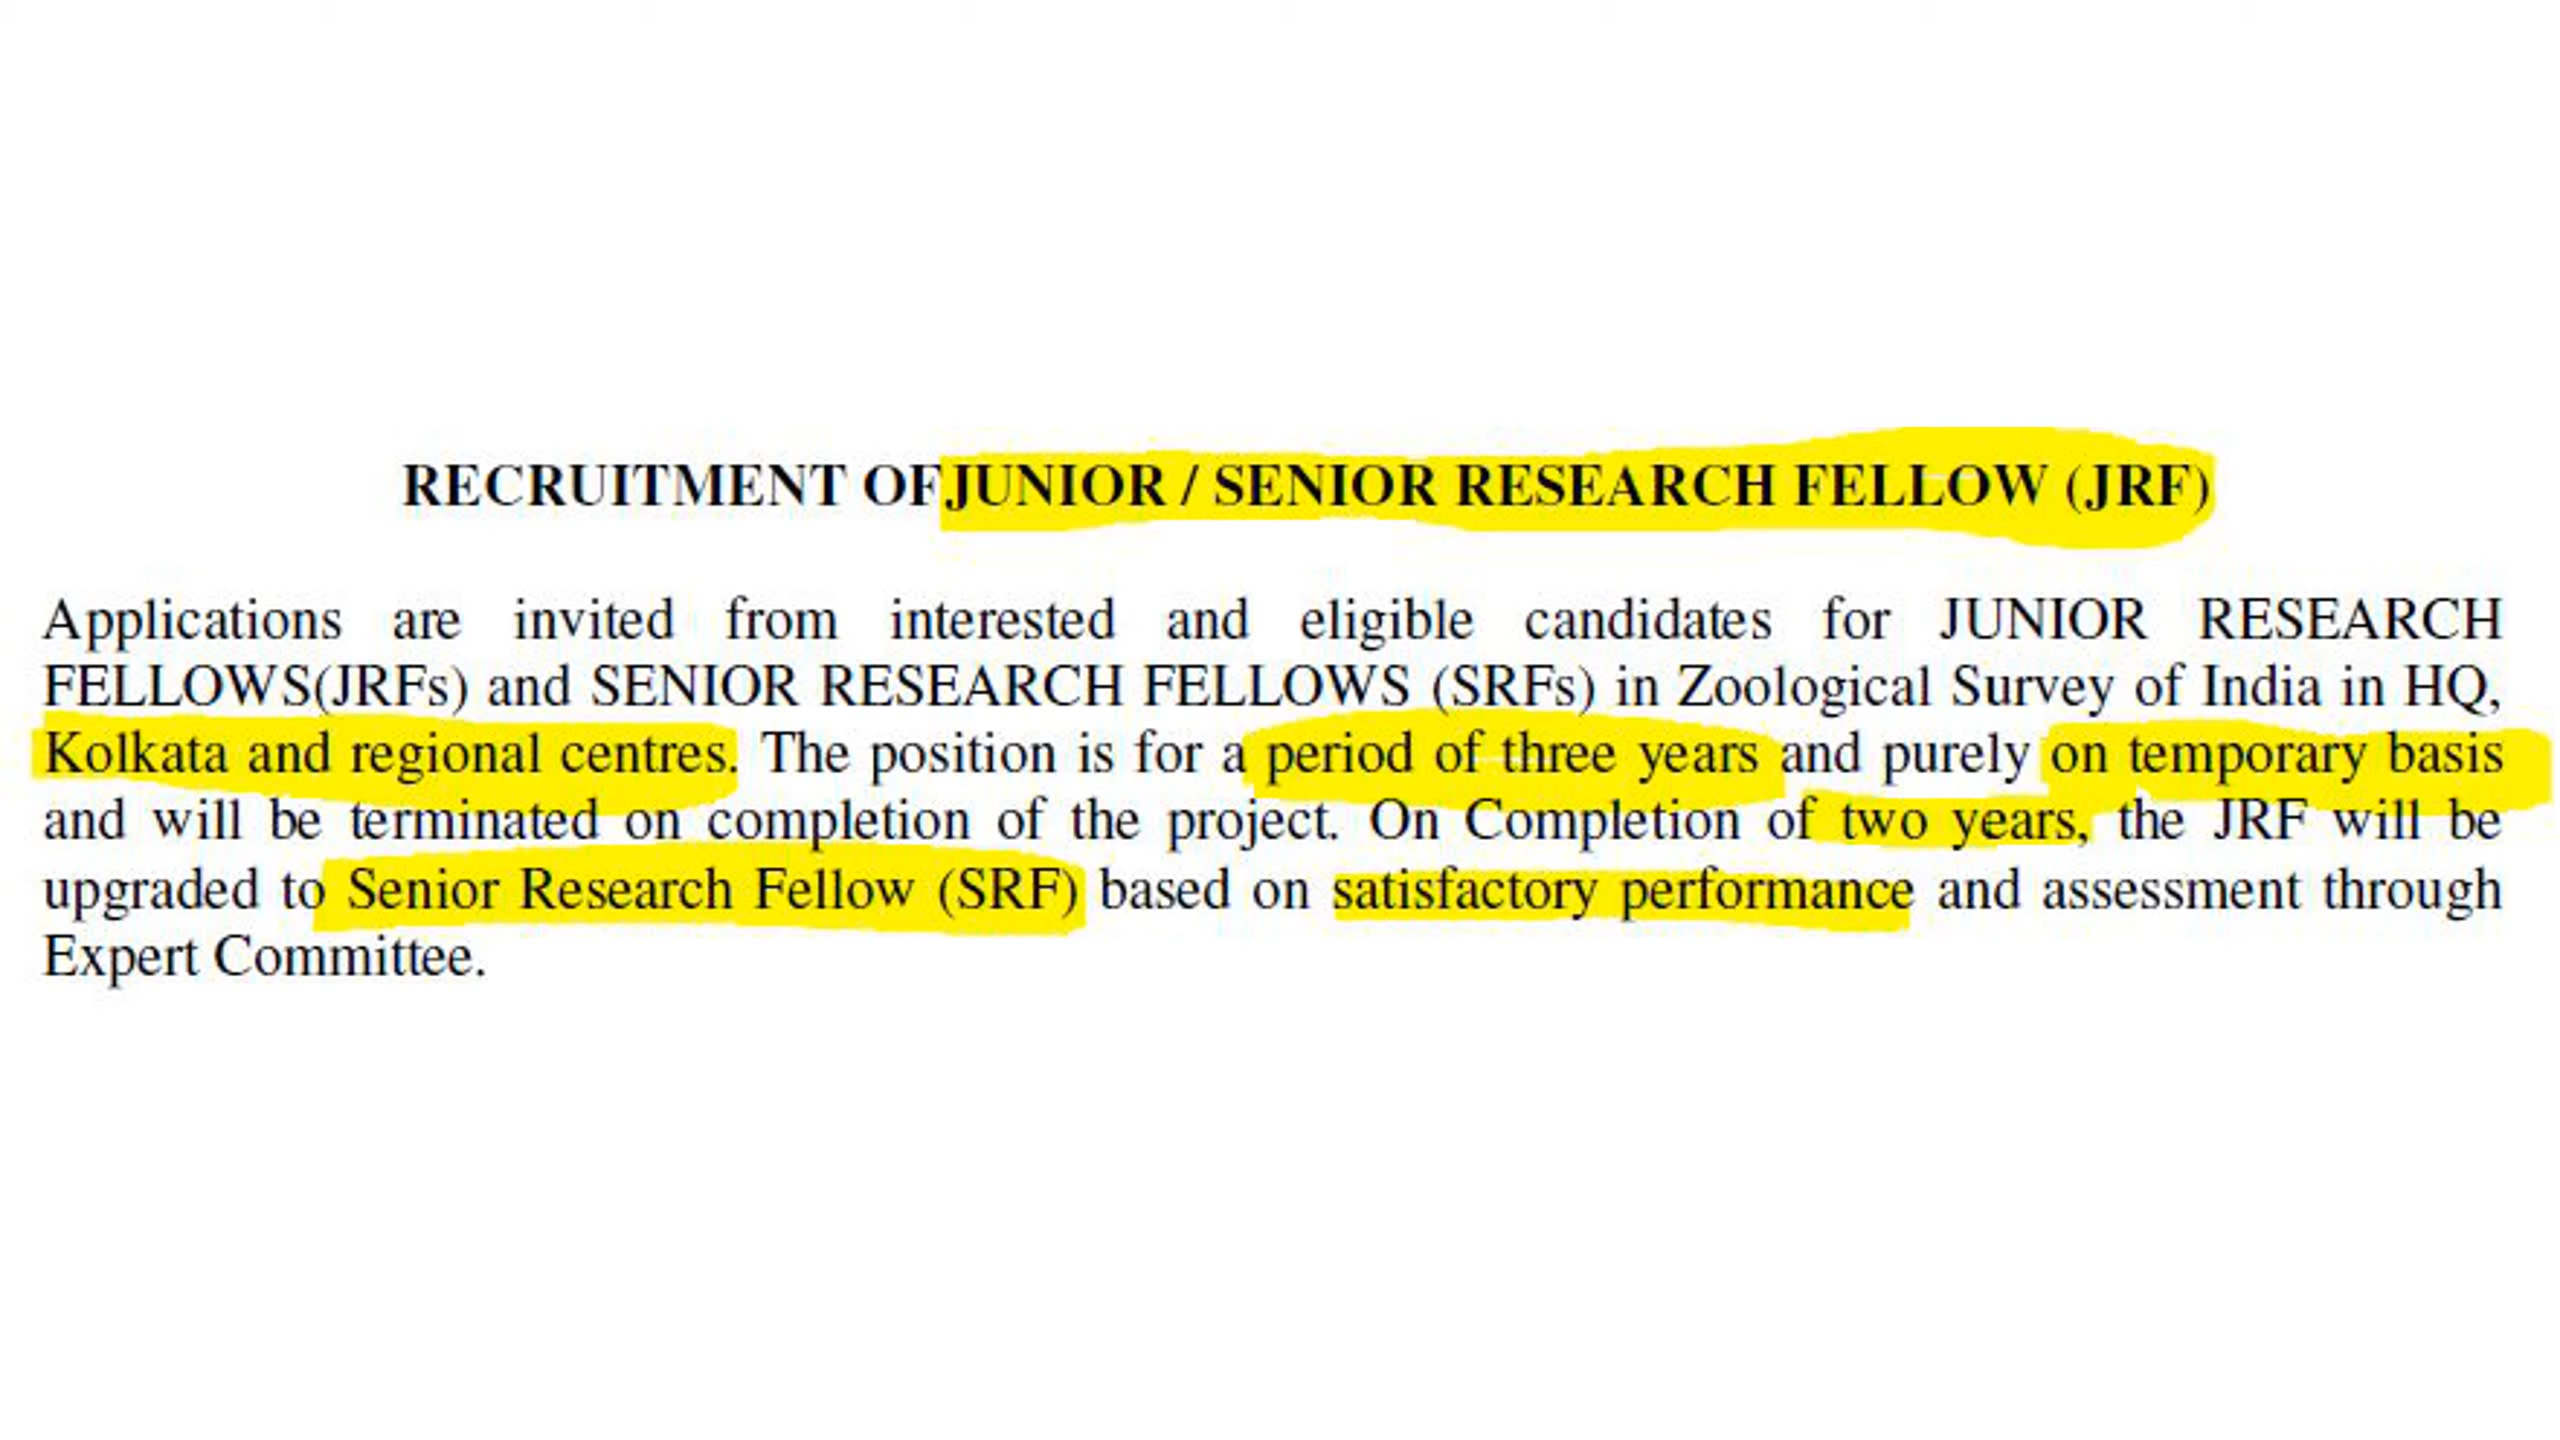 RECRUITMENT OF JUNIOR / SENIOR RESEARCH FELLOW (JRF)
Applications are invited from interested and eligible candidates for JUNIOR RESEARCH
FELLOWS(JRFs) and SENIOR RESEARCH FELLOWS (SRFs) in Zoological Survey of India in HQ,
Kolkata and regional centres. The position is for a period of three years and purely on temporary basis
and will be terminated on completion of the project. On Completion of two years, the JRF will be
upgraded to Senior Research Fellow (SRF) based on satisfactory performance and assessment through
Expert Committee.